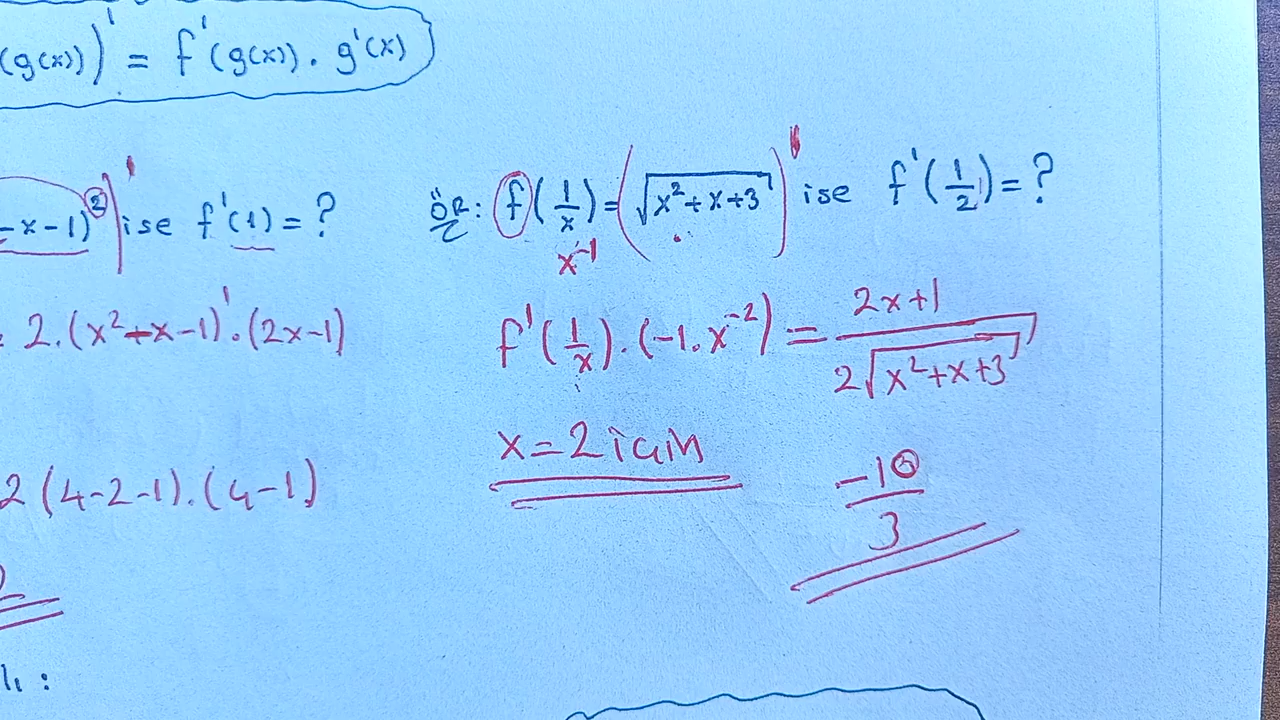 (g(x)))' = f'(g(x)) . g'(x)
-x-1)² ise f'(1) = ?
2.(x²-x-1)'.(2x-1)
2(4-2-1).(4-1)
ÖR: f(1/x) = (√x²+x+3)' ise f'(1/2) = ?
x⁻¹
f'(1/x).(-1.x⁻²) = 2x+1 / 2√x²+x+3
x=2 için
-10/3